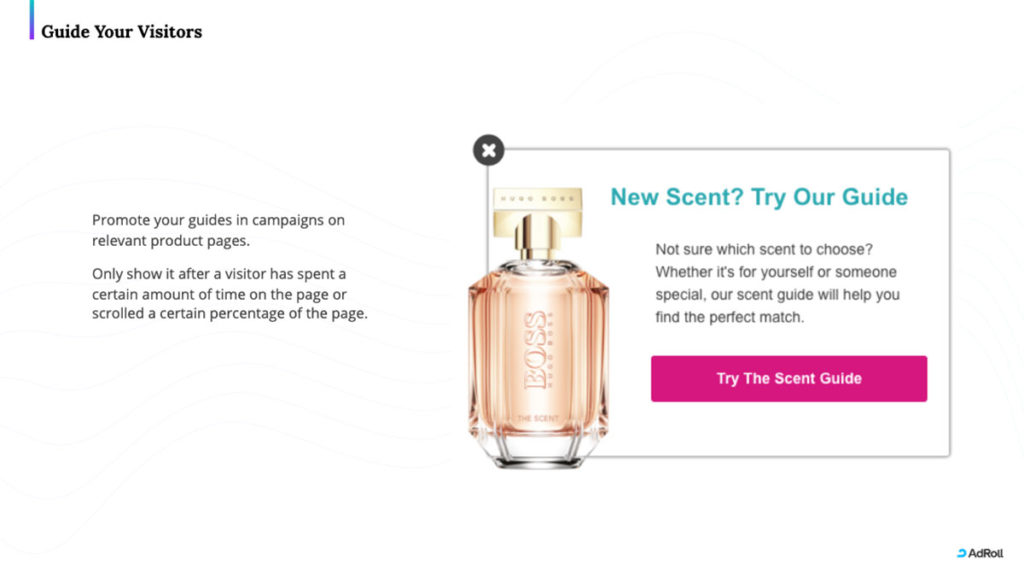 Guide Your Visitors
Promote your guides in campaigns on
relevant product pages.
Only show it after a visitor has spent a
certain amount of time on the page or
scrolled a certain percentage of the page.
HUGO BOSS
BOSS
HUGO BOSS
THE SCENT
New Scent? Try Our Guide
Not sure which scent to choose?
Whether it's for yourself or someone
special, our scent guide will help you
find the perfect match.
Try The Scent Guide
AdRoll